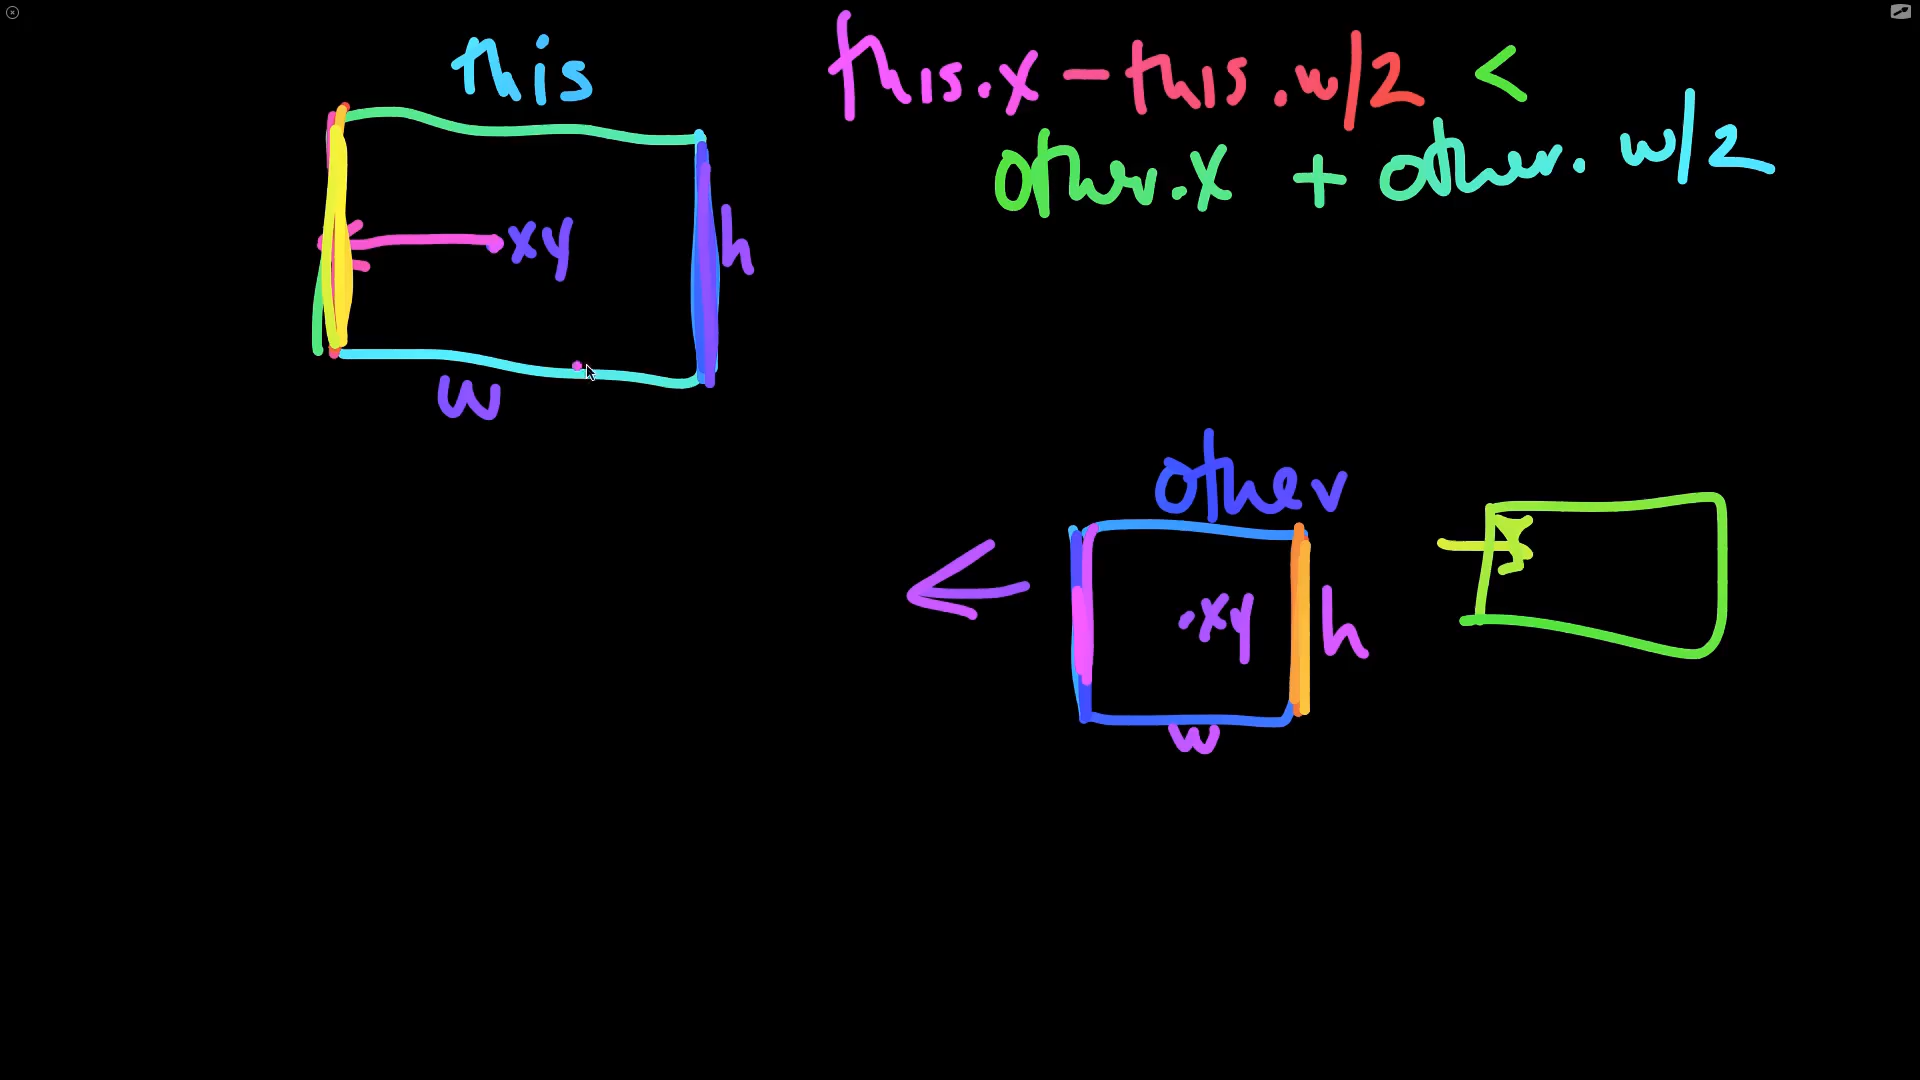 this
this.x - this.w/2 <
other.x + other.w/2
xy
h
w
other
.xy
h
w